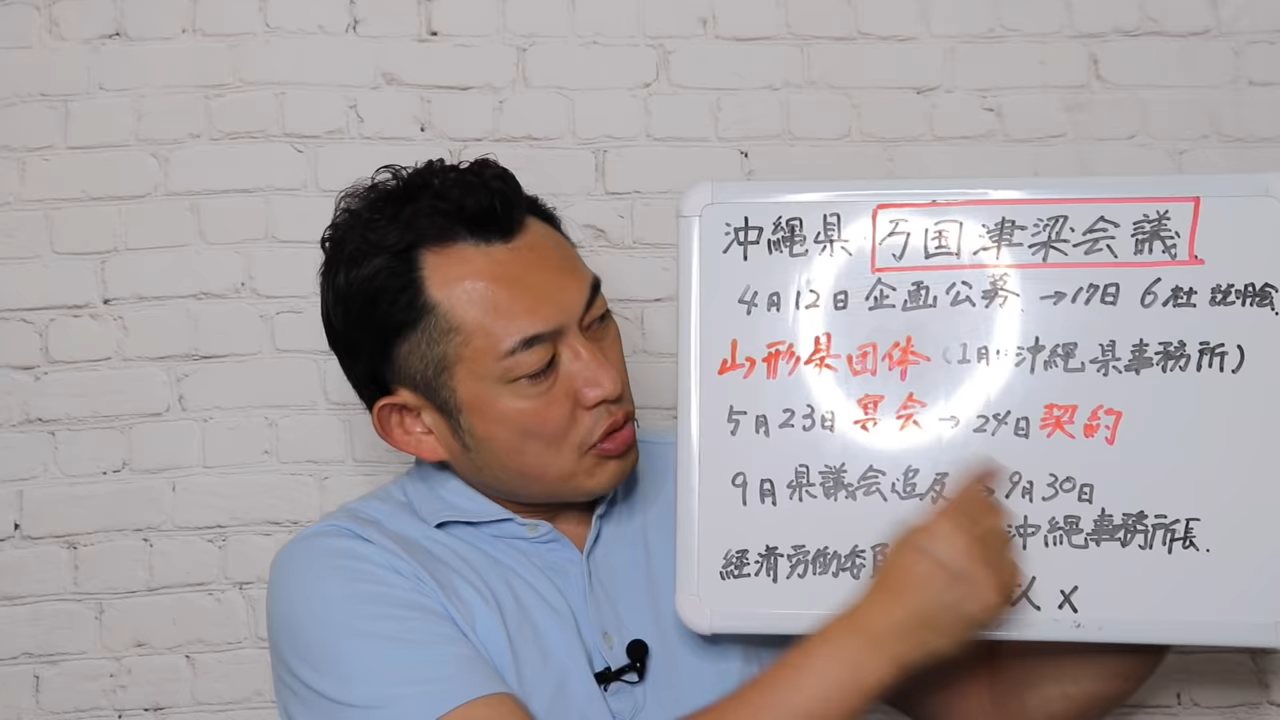 沖縄県 万国津梁会議
4月12日 企画公募 →17日 6社 説明会
山形県団体 (1月 沖縄県事務所)
5月23日 宴会 → 24日 契約
9月 県議会追及 → 9月30日
沖縄事務所長
経済労働委員
人 X